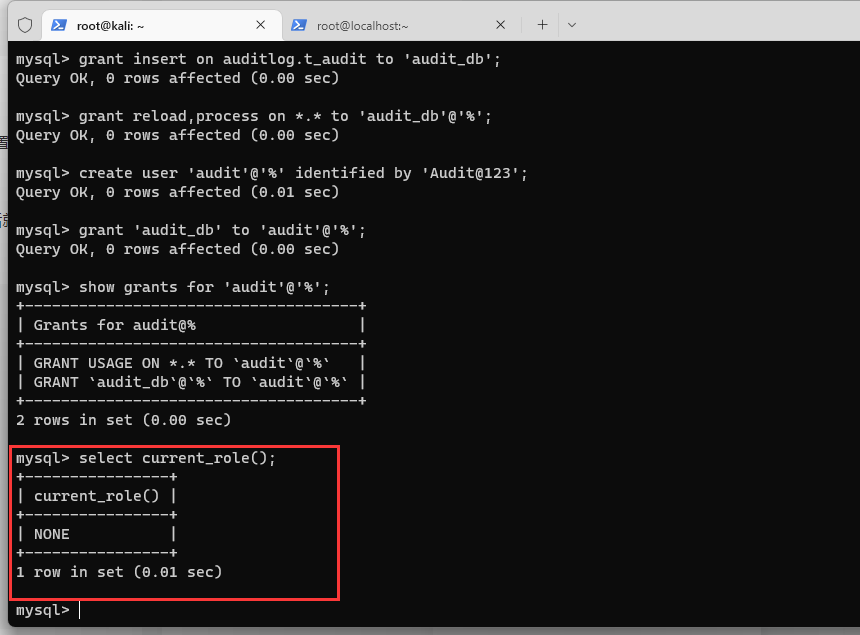 root@kali: ~
root@localhost:~
mysql> grant insert on auditlog.t_audit to 'audit_db';
Query OK, 0 rows affected (0.00 sec)
mysql> grant reload,process on *.* to 'audit_db'@'%';
Query OK, 0 rows affected (0.00 sec)
mysql> create user 'audit'@'%' identified by 'Audit@123';
Query OK, 0 rows affected (0.01 sec)
mysql> grant 'audit_db' to 'audit'@'%';
Query OK, 0 rows affected (0.00 sec)
mysql> show grants for 'audit'@'%';
+-------------------------------------+
| Grants for audit@%                  |
+-------------------------------------+
| GRANT USAGE ON *.* TO `audit`@`%`   |
| GRANT `audit_db`@`%` TO `audit`@`%` |
+-------------------------------------+
2 rows in set (0.00 sec)
mysql> select current_role();
+----------------+
| current_role() |
+----------------+
| NONE           |
+----------------+
1 row in set (0.01 sec)
mysql>